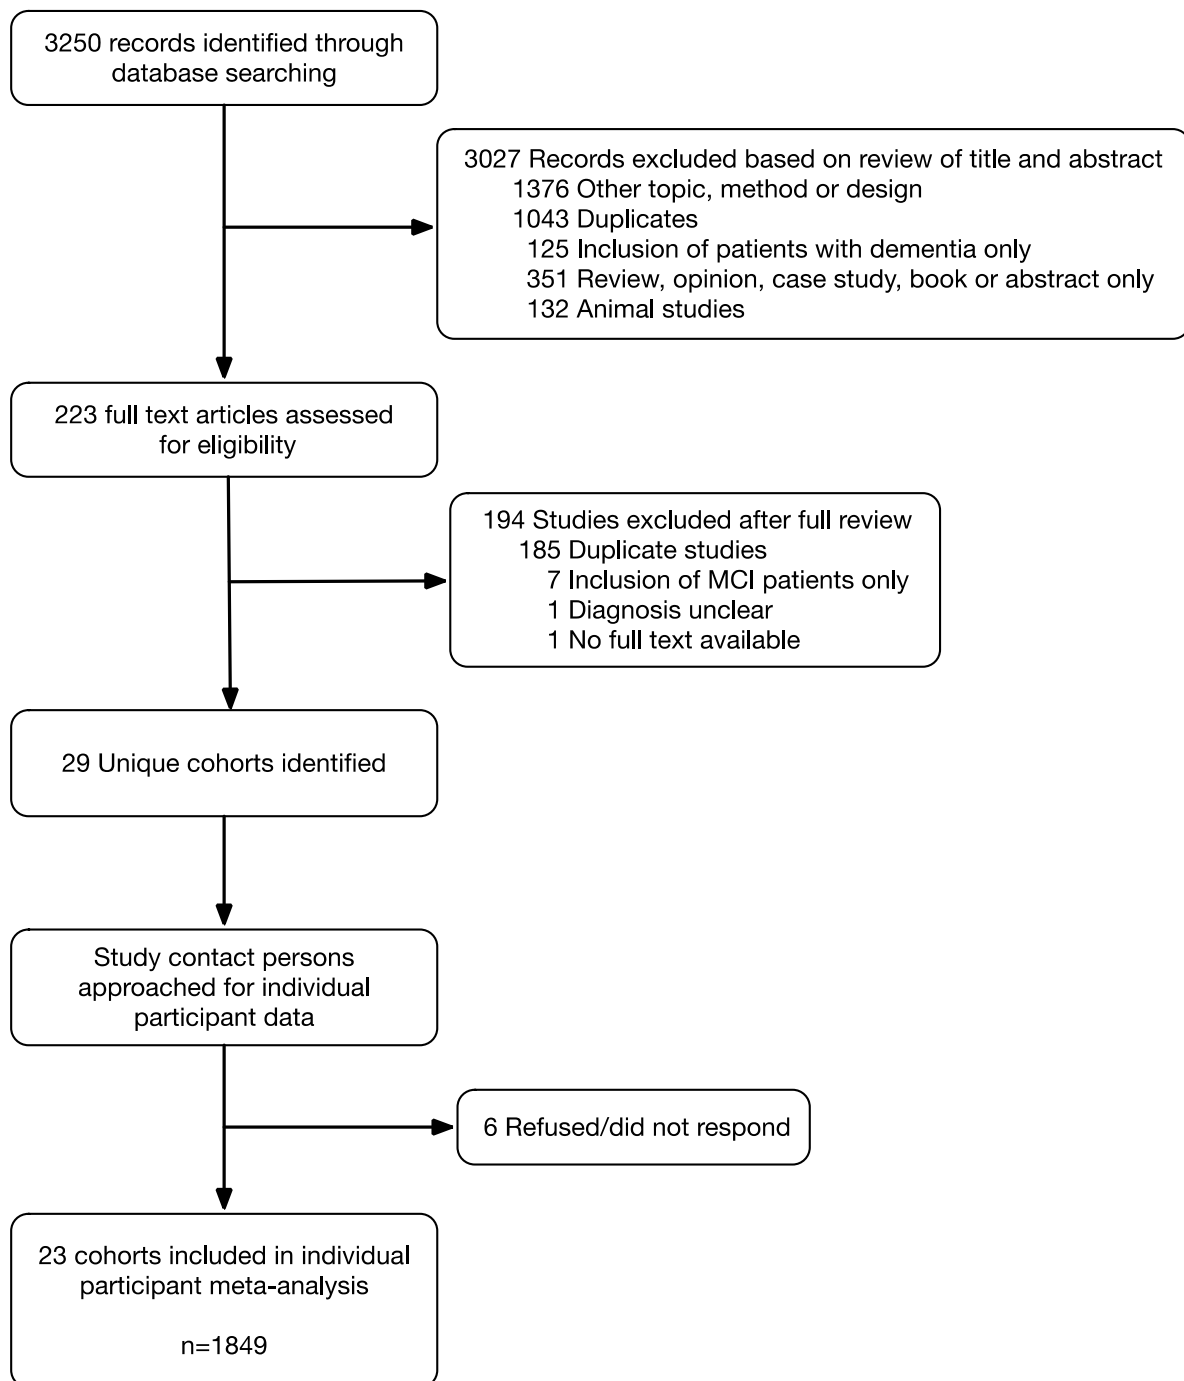 3250 records identified through
database searching
3027 Records excluded based on review of title and abstract
1376 Other topic, method or design
1043 Duplicates
125 Inclusion of patients with dementia only
351 Review, opinion, case study, book or abstract only
132 Animal studies
223 full text articles assessed
for eligibility
194 Studies excluded after full review
185 Duplicate studies
7 Inclusion of MCI patients only
1 Diagnosis unclear
1 No full text available
29 Unique cohorts identified
Study contact persons
approached for individual
participant data
6 Refused/did not respond
23 cohorts included in individual
participant meta-analysis
n=1849